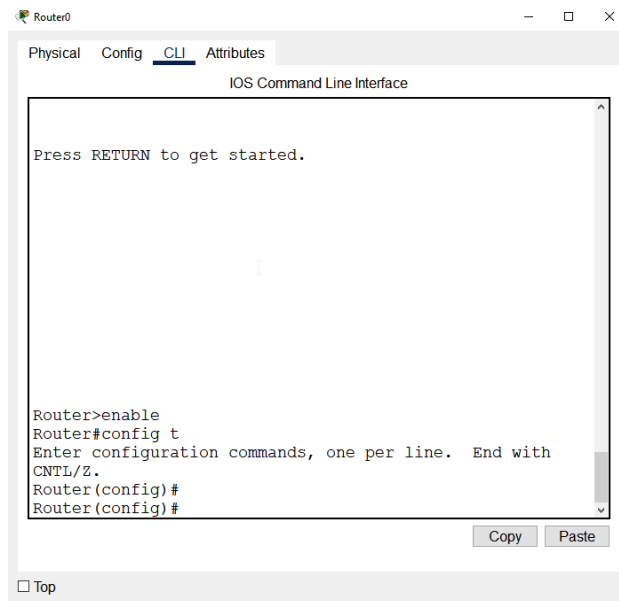 Router0
Physical Config CLI Attributes
IOS Command Line Interface
Press RETURN to get started.
Router>enable
Router#config t
Enter configuration commands, one per line.  End with
CNTL/Z.
Router(config)#
Router(config)#
Copy Paste
Top